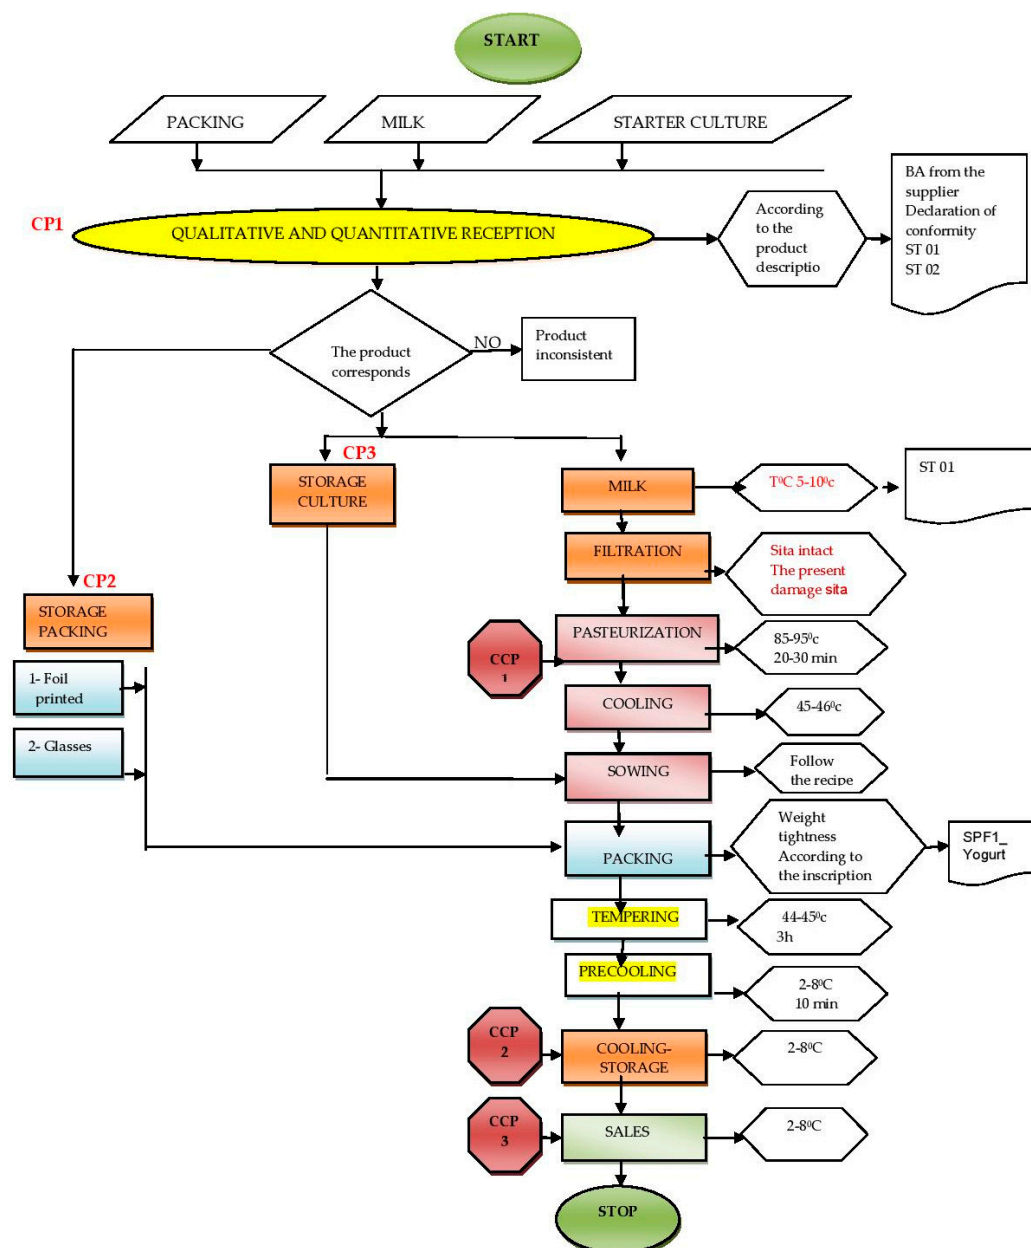 START
PACKING
MILK
STARTER CULTURE
CP1
QUALITATIVE AND QUANTITATIVE RECEPTION
According
to the
product
descriptio
BA from the
supplier
Declaration of
conformity
ST 01
ST 02
The product
corresponds
NO
Product
inconsistent
CP3
STORAGE
CULTURE
MILK
T⁰C 5-10⁰c
ST 01
FILTRATION
Sita intact
The present
damage sita
CP2
STORAGE
PACKING
1- Foil
printed
2- Glasses
CCP
1
PASTEURIZATION
85-95⁰c
20-30 min
COOLING
45-46⁰c
SOWING
Follow
the recipe
PACKING
Weight
tightness
According to
the inscription
SPF1_
Yogurt
TEMPERING
44-45⁰c
3h
PRECOOLING
2-8⁰C
10 min
CCP
2
COOLING-
STORAGE
2-8⁰C
CCP
3
SALES
2-8⁰C
STOP